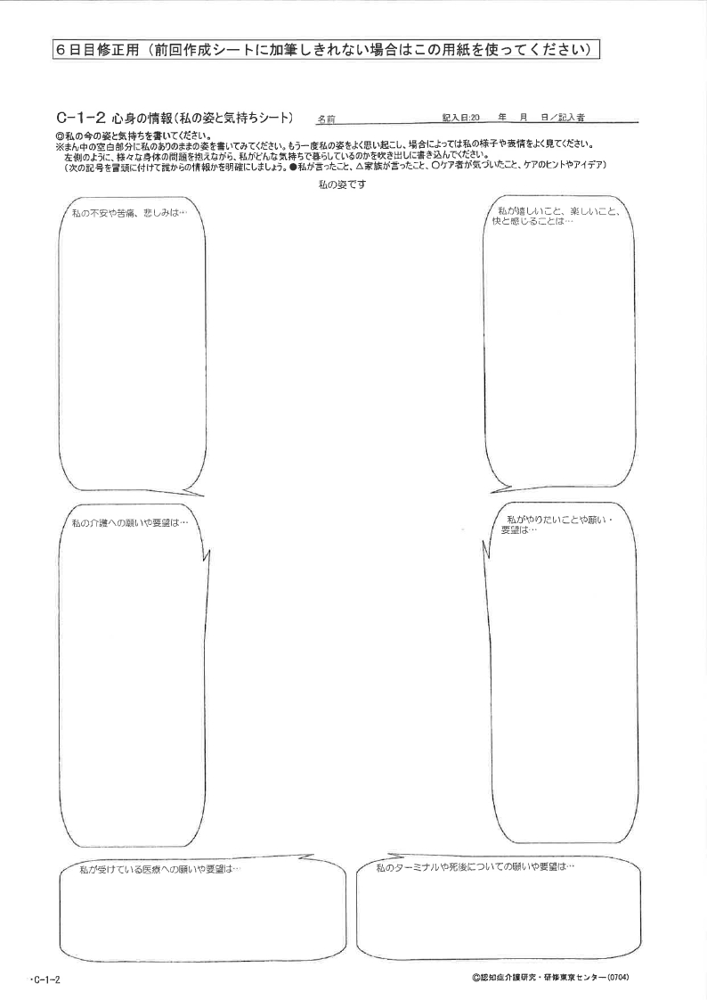 6日目修正用（前回作成シートに加筆しきれない場合はこの用紙を使ってください）
C-1-2 心身の情報(私の姿と気持ちシート) 名前 記入日:20 年 月 日/記入者
◎私の今の姿と気持ちを書いてください。
※まん中の空白部分に私のありのままの姿を書いてみてください。もう一度私の姿をよく思い起こし、場合によっては私の様子や表情をよく見てください。
左側のように、様々な身体の問題を抱えながら、私がどんな気持ちで暮らしているのかを吹き出しに書き込んでください。
(次の記号を冒頭に付けて誰からの情報かを明確にしましょう。●私が言ったこと、△家族が言ったこと、○ケア者が気づいたこと、ケアのヒントやアイデア)
私の姿です
私の不安や苦痛、悲しみは…
私が嬉しいこと、楽しいこと、
快と感じることは…
私の介護への願いや要望は…
私がやりたいことや願い・
要望は…
私が受けている医療への願いや要望は…
私のターミナルや死後についての願いや要望は…
・C-1-2
©認知症介護研究・研修東京センター(0704)